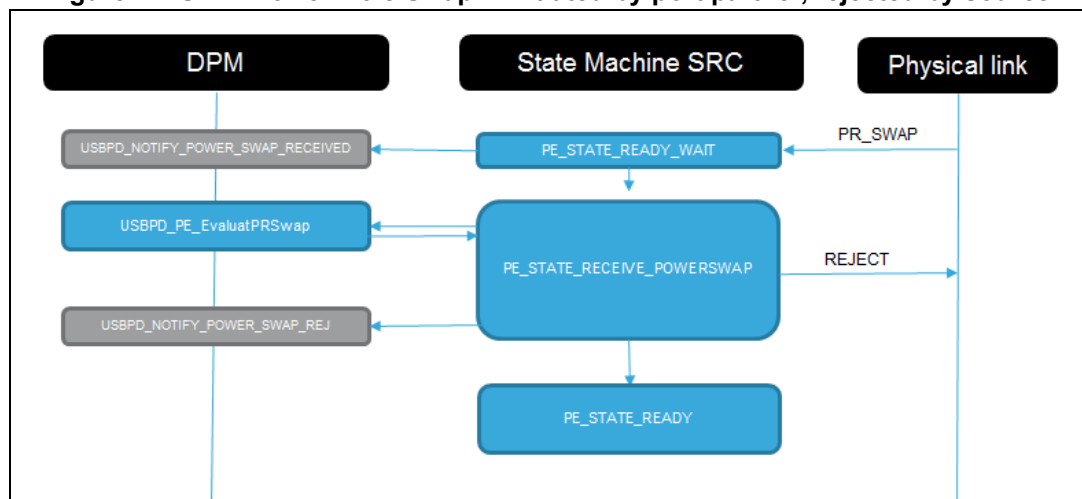 DPM
State Machine SRC
Physical link
USBPD_NOTIFY_POWER_SWAP_RECEIVED
PE_STATE_READY_WAIT
PR_SWAP
USBPD_PE_EvaluatPRSwap
PE_STATE_RECEIVE_POWERSWAP
REJECT
USBPD_NOTIFY_POWER_SWAP_REJ
PE_STATE_READY